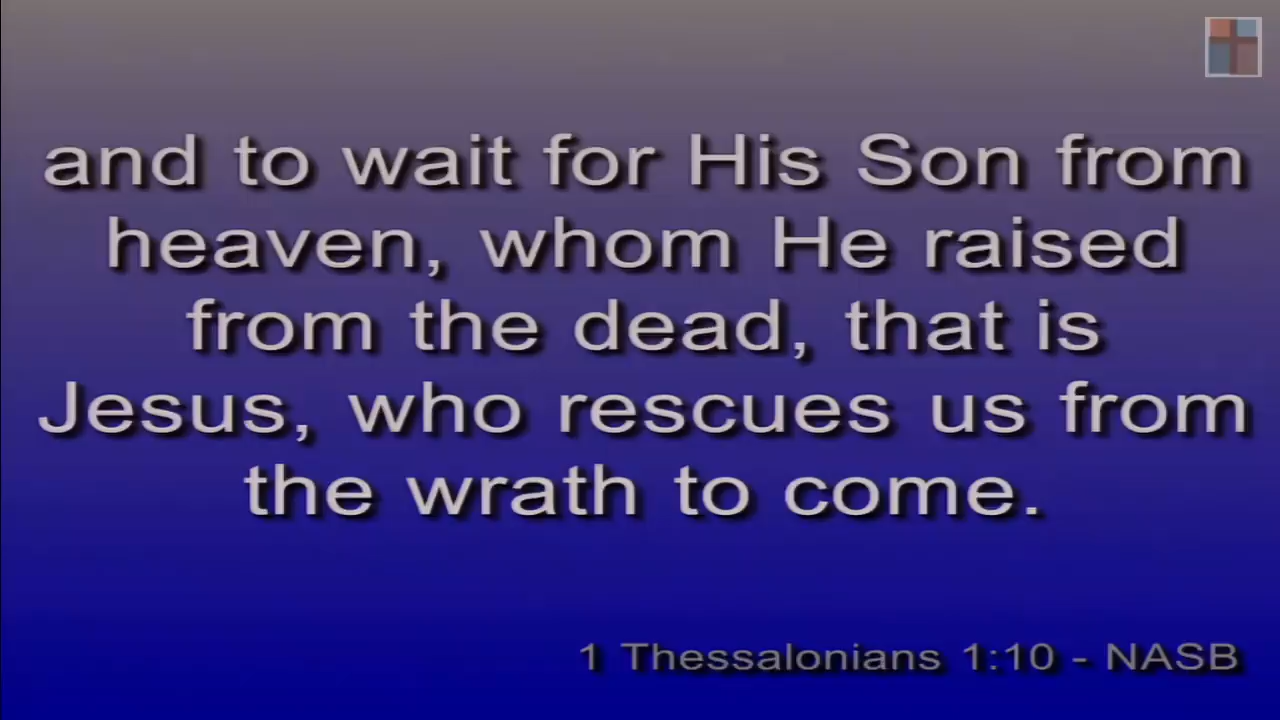 and to wait for His Son from
heaven, whom He raised
from the dead, that is
Jesus, who rescues us from
the wrath to come.
1 Thessalonians 1:10 - NASB